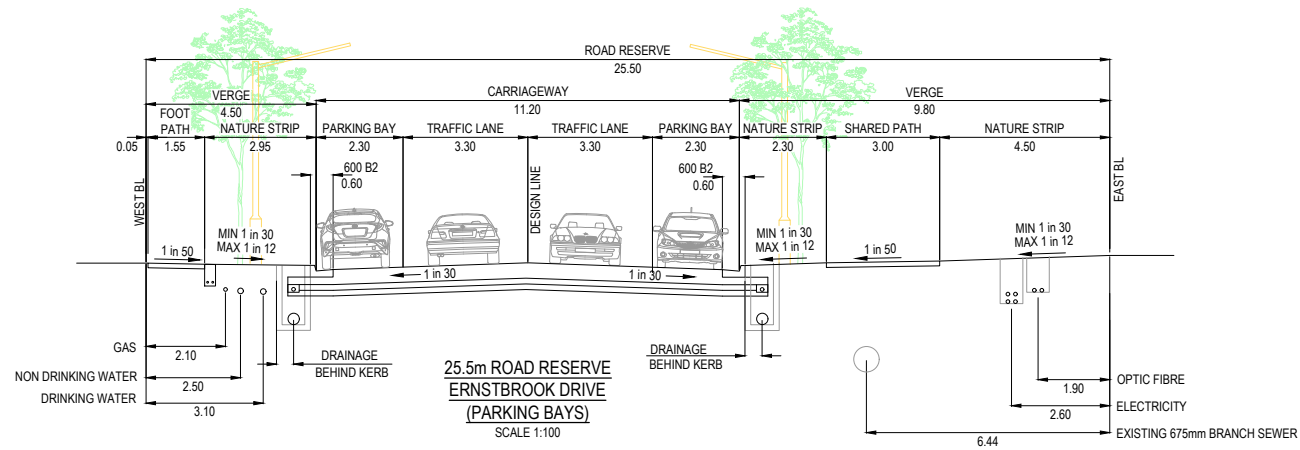 ROAD RESERVE
25.50
VERGE
4.50
CARRIAGEWAY
11.20
VERGE
9.80
0.05
FOOT
PATH
1.55
NATURE STRIP
2.95
PARKING BAY
2.30
TRAFFIC LANE
3.30
TRAFFIC LANE
3.30
PARKING BAY
2.30
NATURE STRIP
2.30
SHARED PATH
3.00
NATURE STRIP
4.50
600 B2
0.60
600 B2
0.60
WEST BL
DESIGN LINE
EAST BL
MIN 1 in 30
MAX 1 in 12
MIN 1 in 30
MAX 1 in 12
MIN 1 in 30
MAX 1 in 12
1 in 50
1 in 30
1 in 30
1 in 50
GAS
2.10
NON DRINKING WATER
2.50
DRINKING WATER
3.10
DRAINAGE
BEHIND KERB
DRAINAGE
BEHIND KERB
25.5m ROAD RESERVE
ERNSTBROOK DRIVE
(PARKING BAYS)
SCALE 1:100
1.90
OPTIC FIBRE
2.60
ELECTRICITY
6.44
EXISTING 675mm BRANCH SEWER